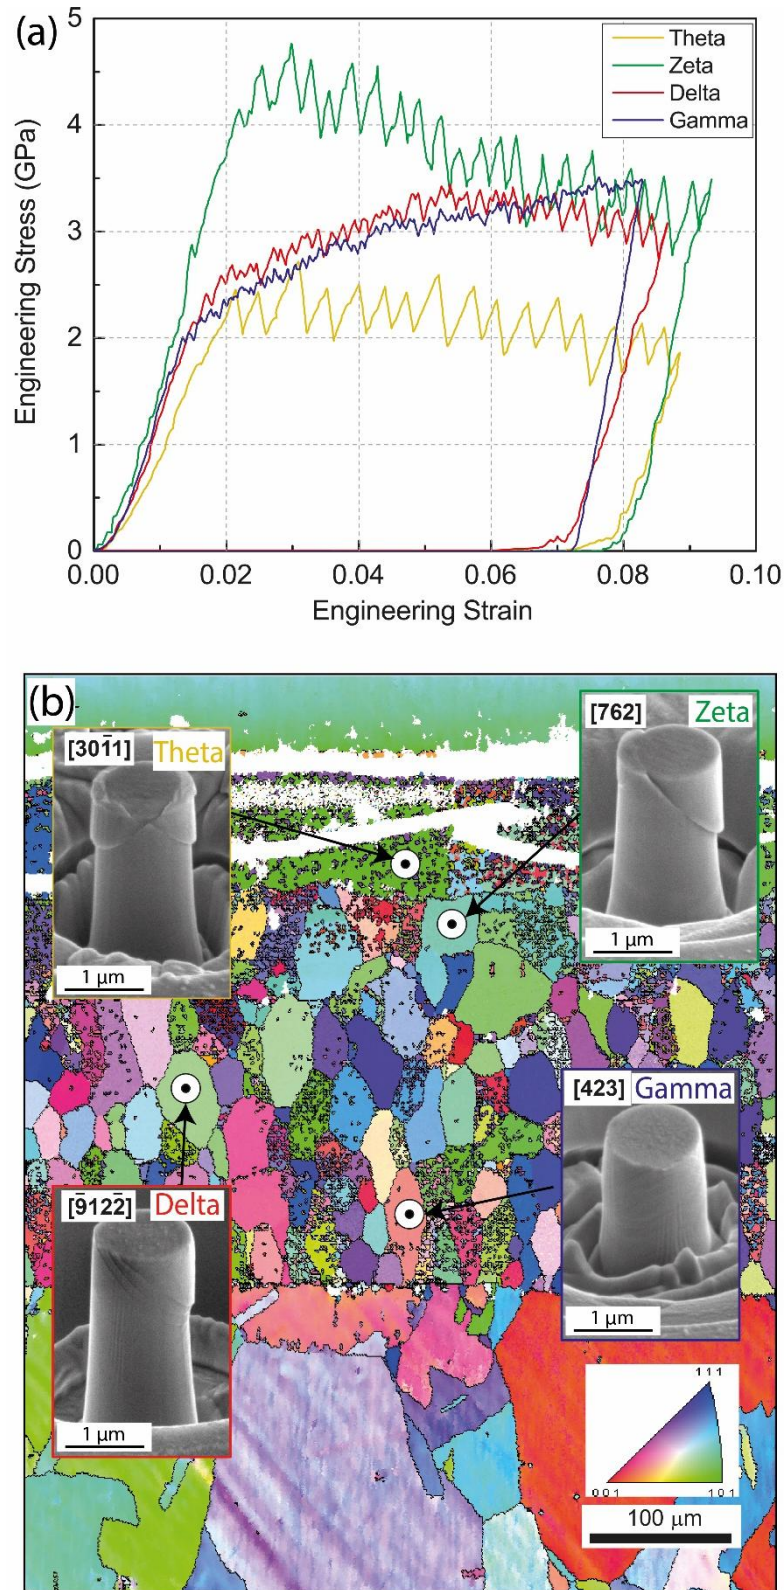 (a)
5
4
3
2
1
0
Engineering Stress (GPa)
Theta
Zeta
Delta
Gamma
0.00 0.02 0.04 0.06 0.08 0.10
Engineering Strain
(b)
[301̄1] Theta
1 μm
[762] Zeta
1 μm
[9̄122̄] Delta
1 μm
[423] Gamma
1 μm
111
001 101
100 μm